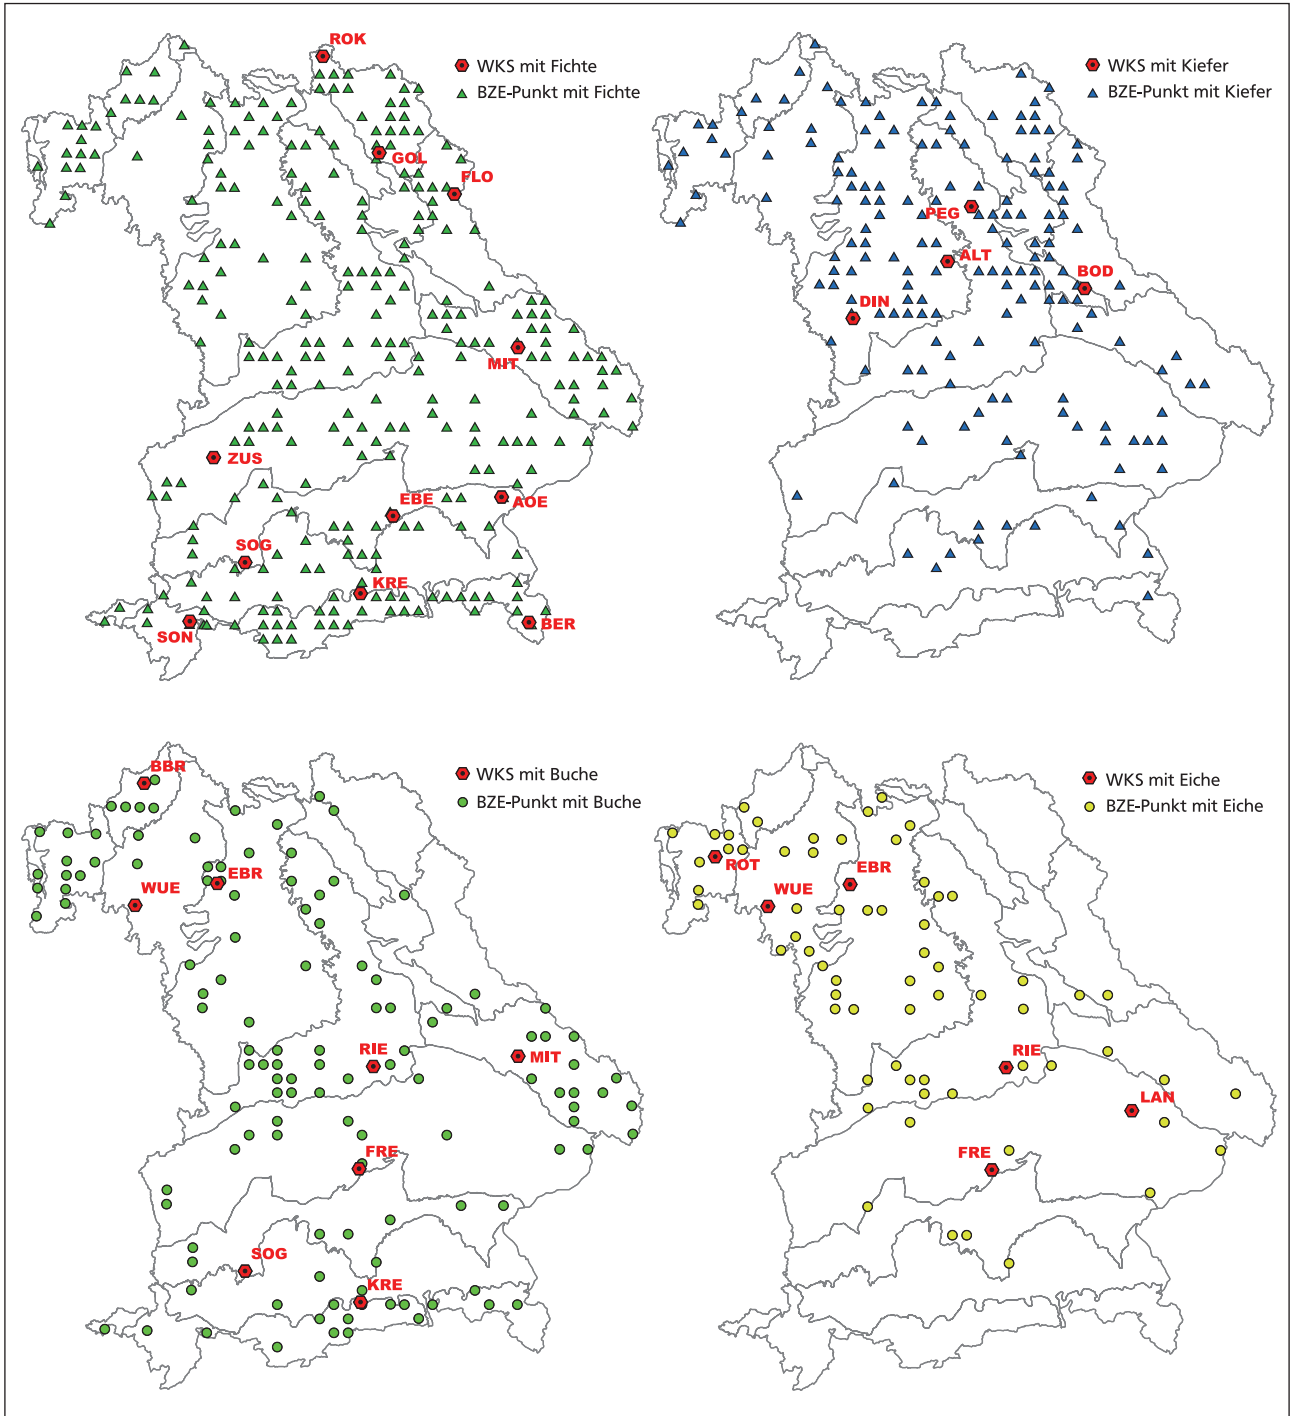 ROK
WKS mit Fichte
BZE-Punkt mit Fichte
GOL
FLO
MIT
ZUS
EBE
AOE
SOG
KRE
SON
BER
WKS mit Kiefer
BZE-Punkt mit Kiefer
PEG
ALT
BOD
DIN
BBR
WKS mit Buche
BZE-Punkt mit Buche
EBR
WUE
RIE
MIT
FRE
SOG
KRE
WKS mit Eiche
BZE-Punkt mit Eiche
ROT
EBR
WUE
RIE
LAN
FRE